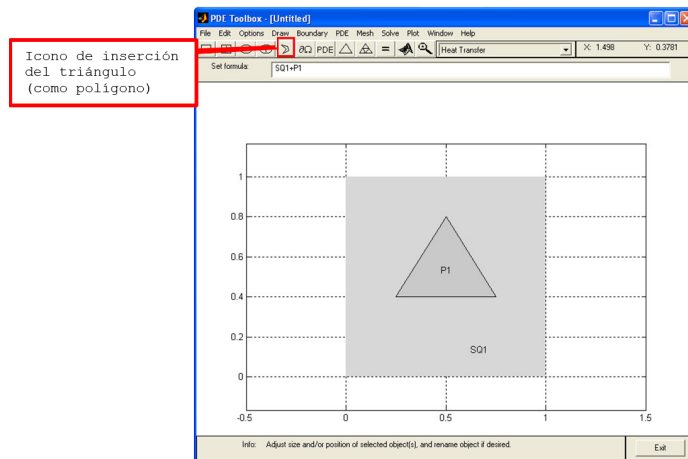 PDE Toolbox - [Untitled]
File Edit Options Draw Boundary PDE Mesh Solve Plot Window Help
∂Ω PDE = Heat Transfer X: 1.498 Y: 0.3781
Set formula: SQ1+P1
Icono de inserción
del triángulo
(como polígono)
1
0.8
0.6
P1
0.4
0.2
SQ1
0
-0.5 0 0.5 1 1.5
Info: Adjust size and/or position of selected object(s), and rename object if desired. Exit